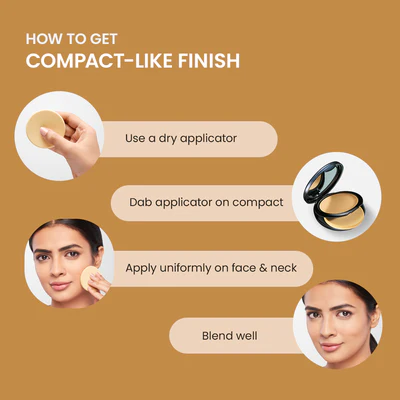 HOW TO GET
COMPACT-LIKE FINISH
Use a dry applicator
Dab applicator on compact
Apply uniformly on face & neck
Blend well